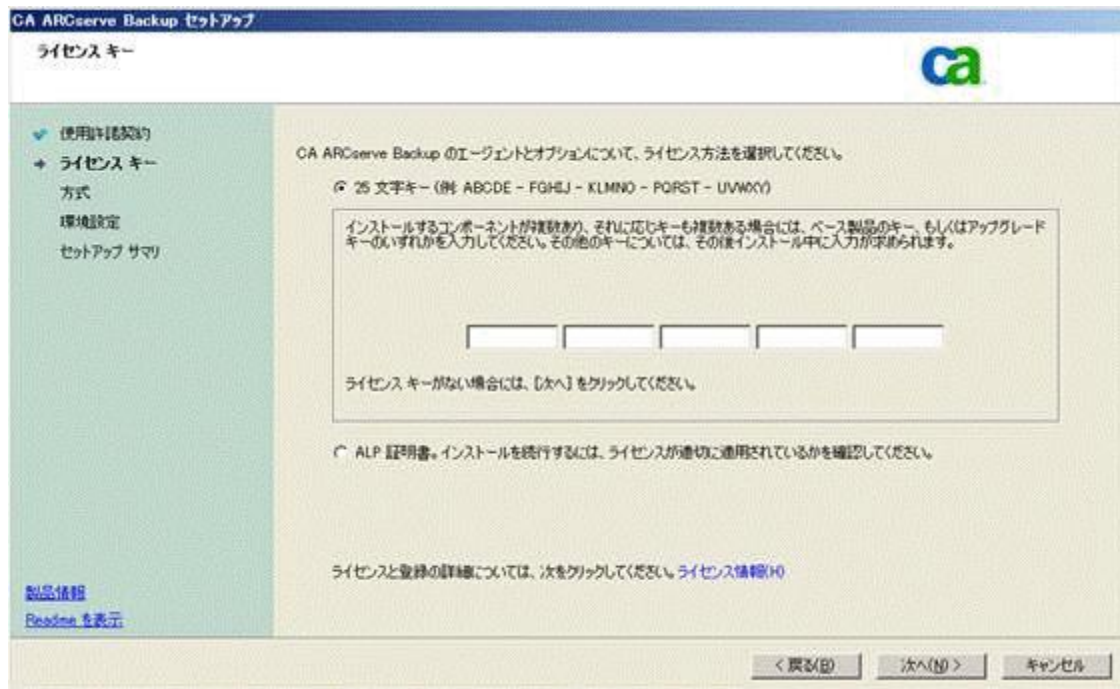 CA ARCserve Backup セットアップ
ライセンス キー
ca
使用許諾契約
ライセンス キー
方式
環境設定
セットアップ サマリ
CA ARCserve Backup のエージェントとオプションについて、ライセンス方法を選択してください。
25 文字キー (例: ABCDE - FGHIJ - KLMNO - PQRST - UVWXY)
インストールするコンポーネントが複数あり、それに応じキーも複数ある場合には、ベース製品のキー、もしくはアップグレード
キーのいずれかを入力してください。その他のキーについては、その後インストール中に入力が求められます。
ライセンス キーがない場合には、[次へ] をクリックしてください。
ALP 証明書。インストールを続行するには、ライセンスが適切に適用されているかを確認してください。
ライセンスと登録の詳細については、次をクリックしてください。ライセンス情報(H)
製品情報
Readme を表示
< 戻る(B)
次へ(N) >
キャンセル